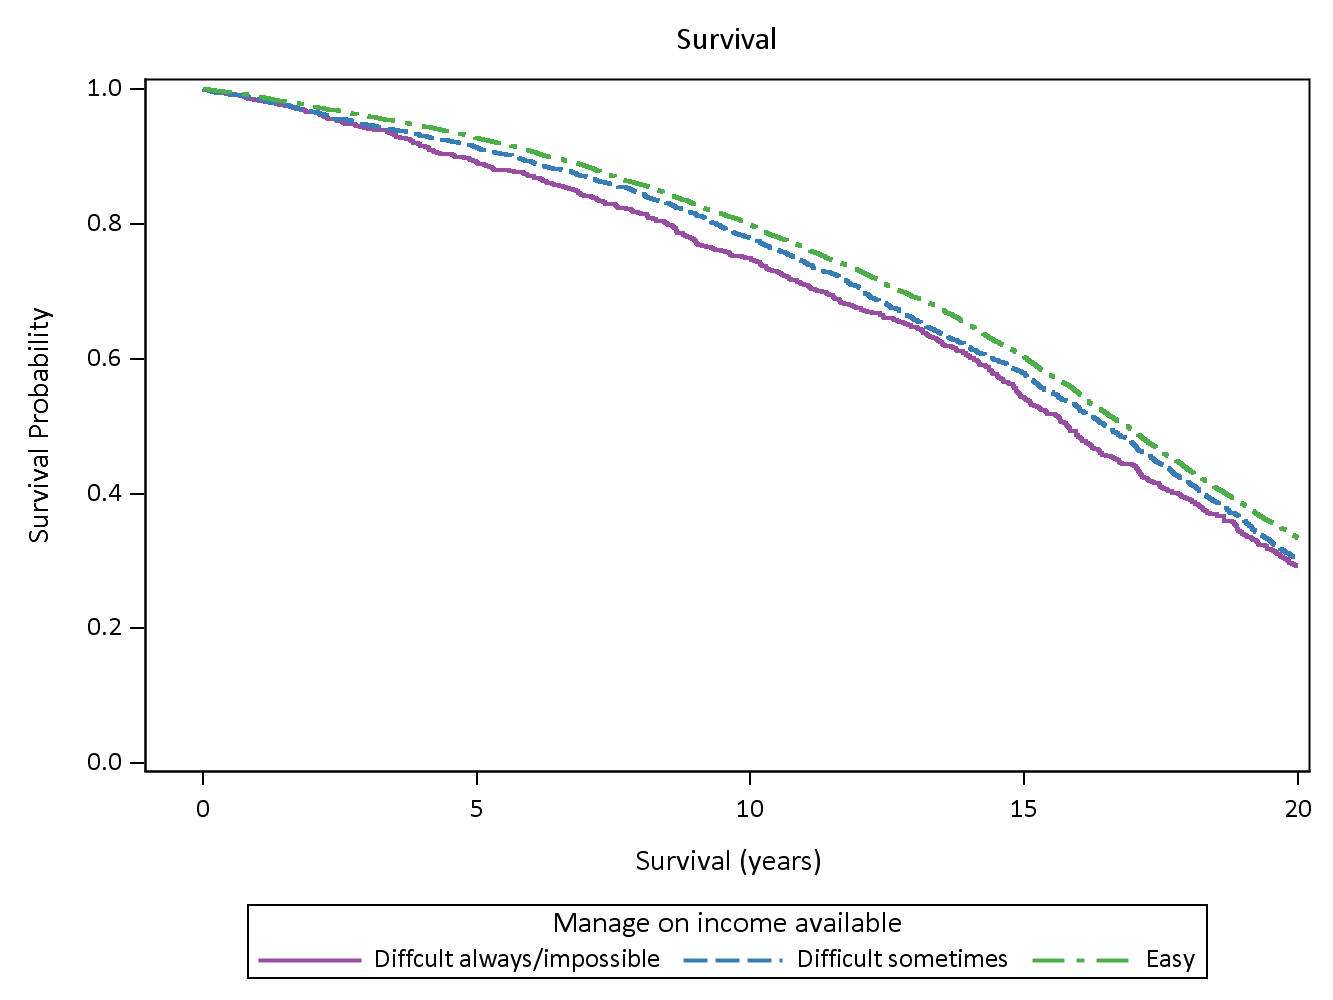 Survival
1.0
0.8
0.6
0.4
0.2
0.0
Survival Probability
0 5 10 15 20
Survival (years)
Manage on income available
Diffcult always/impossible Difficult sometimes Easy